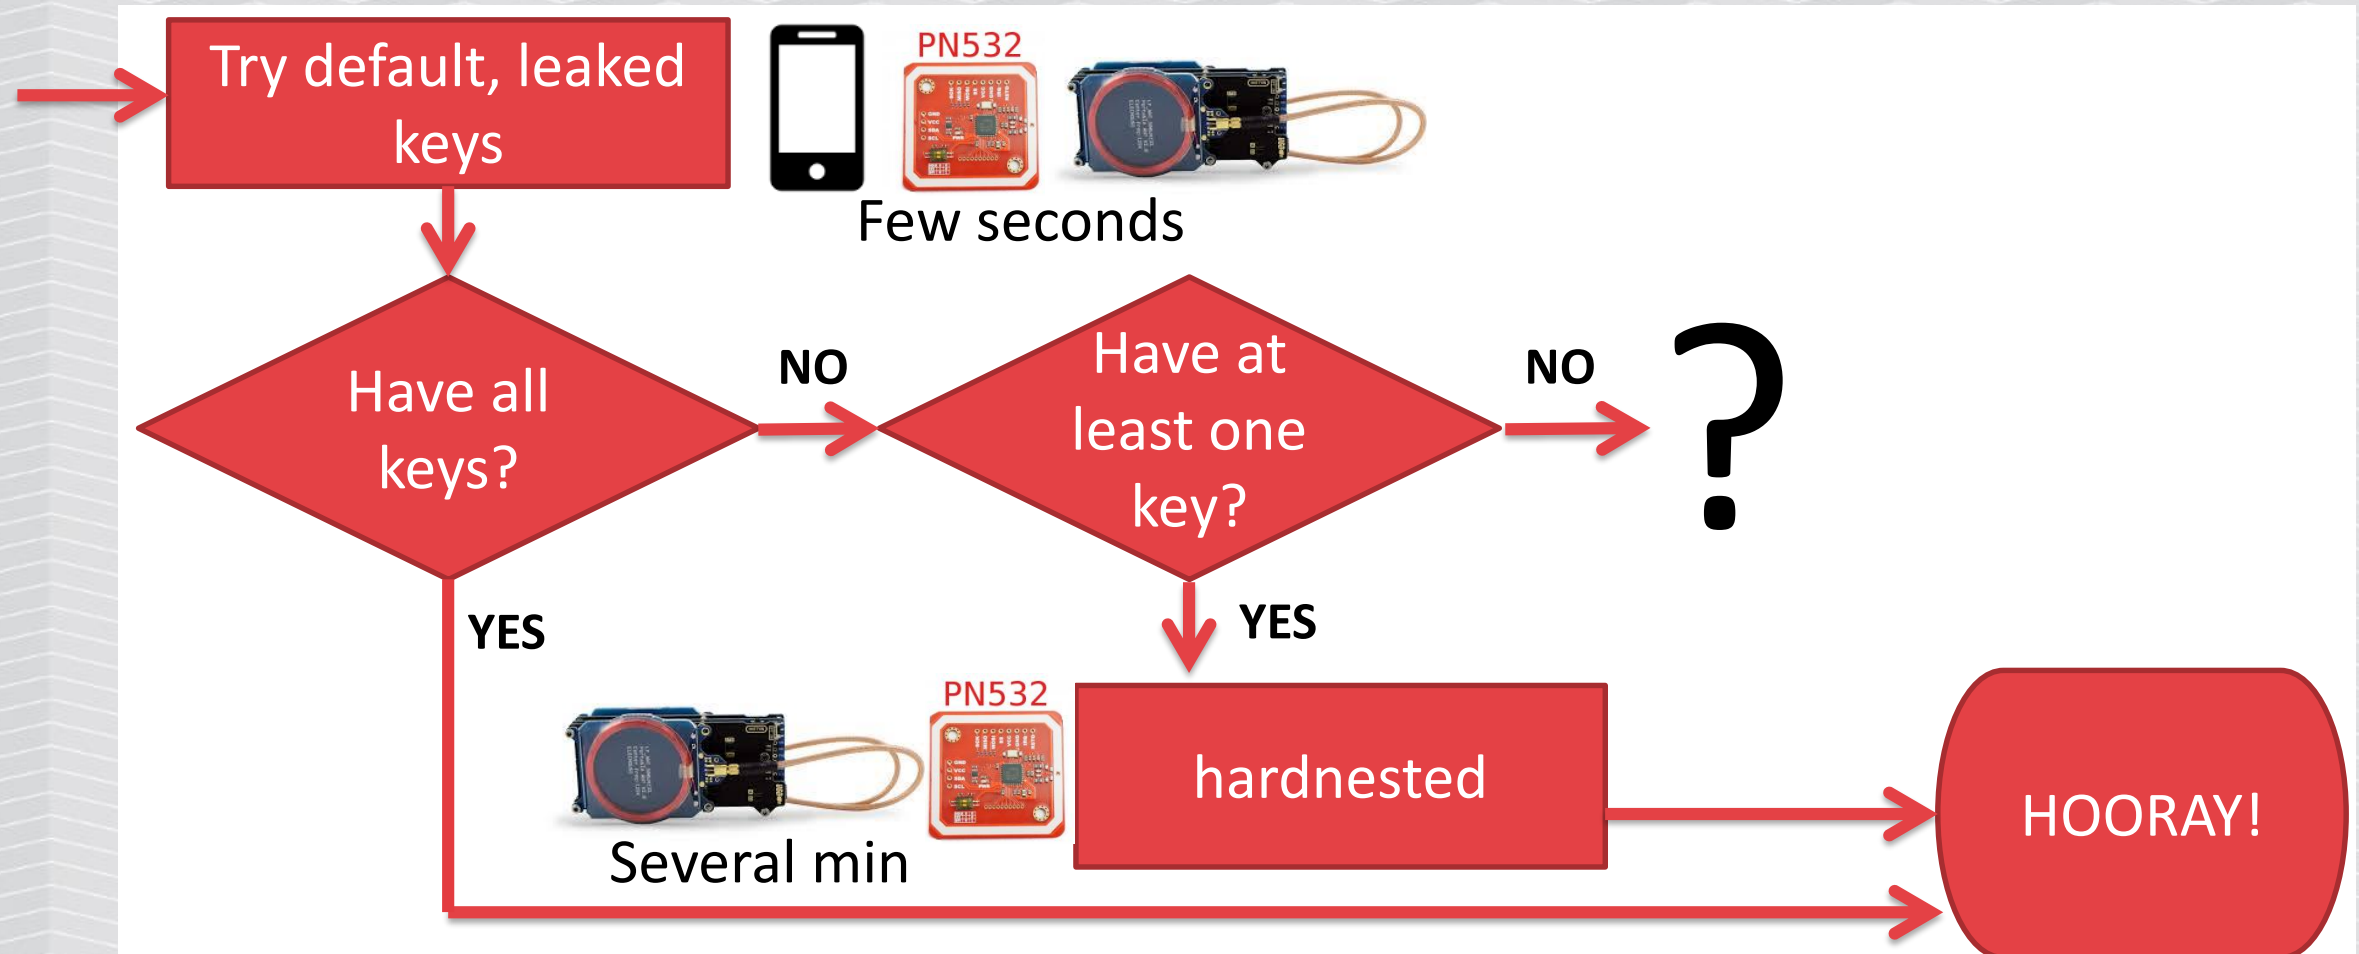 Try default, leaked
keys
PN532
Few seconds
Have all
keys?
NO
Have at
least one
key?
NO
?
YES
YES
PN532
hardnested
Several min
HOORAY!